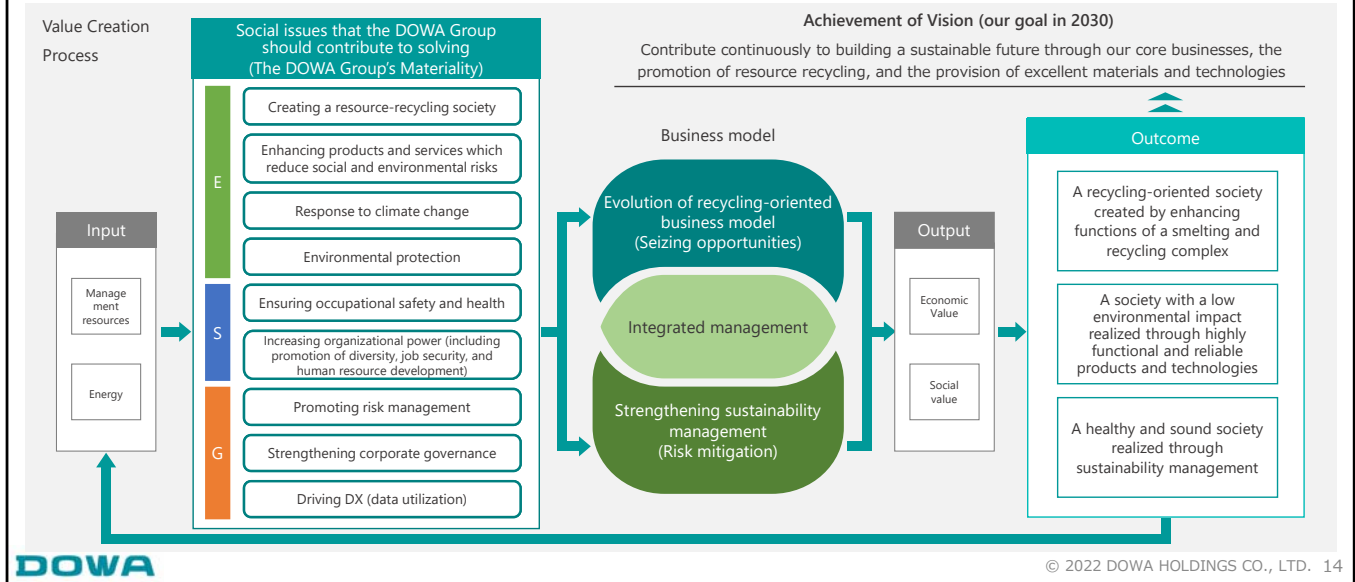 Value Creation
Process
Social issues that the DOWA Group
should contribute to solving
(The DOWA Group's Materiality)
Achievement of Vision (our goal in 2030)
Contribute continuously to building a sustainable future through our core businesses, the
promotion of resource recycling, and the provision of excellent materials and technologies
Input
Manage
ment
resources
Energy
E
Creating a resource-recycling society
Enhancing products and services which
reduce social and environmental risks
Response to climate change
Environmental protection
S
Ensuring occupational safety and health
Increasing organizational power (including
promotion of diversity, job security, and
human resource development)
G
Promoting risk management
Strengthening corporate governance
Driving DX (data utilization)
Business model
Evolution of recycling-oriented
business model
(Seizing opportunities)
Integrated management
Strengthening sustainability
management
(Risk mitigation)
Output
Economic
Value
Social
value
Outcome
A recycling-oriented society
created by enhancing
functions of a smelting and
recycling complex
A society with a low
environmental impact
realized through highly
functional and reliable
products and technologies
A healthy and sound society
realized through
sustainability management
DOWA
© 2022 DOWA HOLDINGS CO., LTD. 14